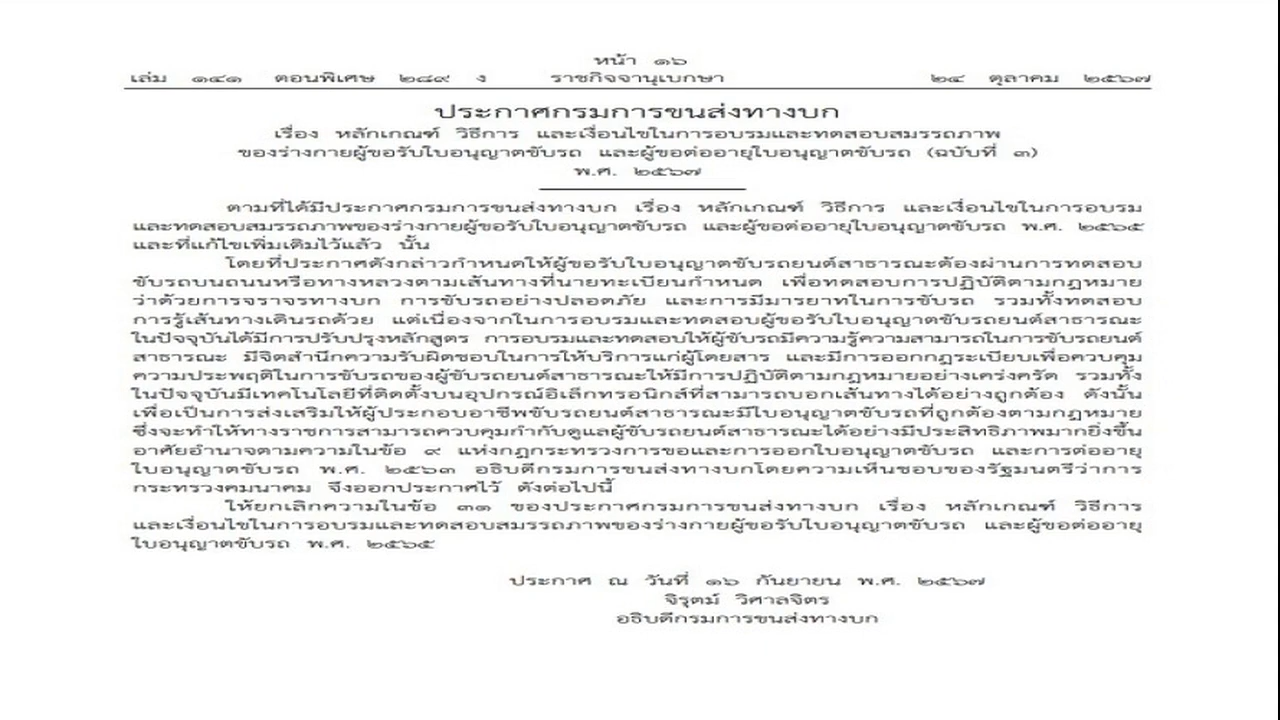 หน้า ๑๖
เล่ม ๑๔๑ ตอนพิเศษ ๒๘๙ ง ราชกิจจานุเบกษา ๒๔ ตุลาคม ๒๕๖๗
ประกาศกรมการขนส่งทางบก
เรื่อง หลักเกณฑ์ วิธีการ และเงื่อนไขในการอบรมและทดสอบสมรรถภาพ
ของร่างกายผู้ขอรับใบอนุญาตขับรถ และผู้ขอต่ออายุใบอนุญาตขับรถ (ฉบับที่ ๓)
พ.ศ. ๒๕๖๗
ตามที่ได้มีประกาศกรมการขนส่งทางบก เรื่อง หลักเกณฑ์ วิธีการ และเงื่อนไขในการอบรม
และทดสอบสมรรถภาพของร่างกายผู้ขอรับใบอนุญาตขับรถ และผู้ขอต่ออายุใบอนุญาตขับรถ พ.ศ. ๒๕๖๕
และที่แก้ไขเพิ่มเติมไว้แล้ว นั้น
โดยที่ประกาศดังกล่าวกำหนดให้ผู้ขอรับใบอนุญาตขับรถยนต์สาธารณะต้องผ่านการทดสอบ
ขับรถบนถนนหรือทางหลวงตามเส้นทางที่นายทะเบียนกำหนด เพื่อทดสอบการปฏิบัติตามกฎหมาย
ว่าด้วยการจราจรทางบก การขับรถอย่างปลอดภัย และการมีมารยาทในการขับรถ รวมทั้งทดสอบ
การรู้เส้นทางเดินรถด้วย แต่เนื่องจากในการอบรมและทดสอบผู้ขอรับใบอนุญาตขับรถยนต์สาธารณะ
ในปัจจุบันได้มีการปรับปรุงหลักสูตร การอบรมและทดสอบให้ผู้ขับรถมีความรู้ความสามารถในการขับรถยนต์
สาธารณะ มีจิตสำนึกความรับผิดชอบในการให้บริการแก่ผู้โดยสาร และมีการออกกฎระเบียบเพื่อควบคุม
ความประพฤติในการขับรถของผู้ขับรถยนต์สาธารณะให้มีการปฏิบัติตามกฎหมายอย่างเคร่งครัด รวมทั้ง
ในปัจจุบันมีเทคโนโลยีที่ติดตั้งบนอุปกรณ์อิเล็กทรอนิกส์ที่สามารถบอกเส้นทางได้อย่างถูกต้อง ดังนั้น
เพื่อเป็นการส่งเสริมให้ผู้ประกอบอาชีพขับรถยนต์สาธารณะมีใบอนุญาตขับรถที่ถูกต้องตามกฎหมาย
ซึ่งจะทำให้ทางราชการสามารถควบคุมกำกับดูแลผู้ขับรถยนต์สาธารณะได้อย่างมีประสิทธิภาพมากยิ่งขึ้น
อาศัยอำนาจตามความในข้อ ๙ แห่งกฎกระทรวงการขอและการออกใบอนุญาตขับรถ และการต่ออายุ
ใบอนุญาตขับรถ พ.ศ. ๒๕๖๓ อธิบดีกรมการขนส่งทางบกโดยความเห็นชอบของรัฐมนตรีว่าการ
กระทรวงคมนาคม จึงออกประกาศไว้ ดังต่อไปนี้
ให้ยกเลิกความในข้อ ๓๑ ของประกาศกรมการขนส่งทางบก เรื่อง หลักเกณฑ์ วิธีการ
และเงื่อนไขในการอบรมและทดสอบสมรรถภาพของร่างกายผู้ขอรับใบอนุญาตขับรถ และผู้ขอต่ออายุ
ใบอนุญาตขับรถ พ.ศ. ๒๕๖๕
ประกาศ ณ วันที่ ๑๖ กันยายน พ.ศ. ๒๕๖๗
จิรุตม์ วิศาลจิตร
อธิบดีกรมการขนส่งทางบก